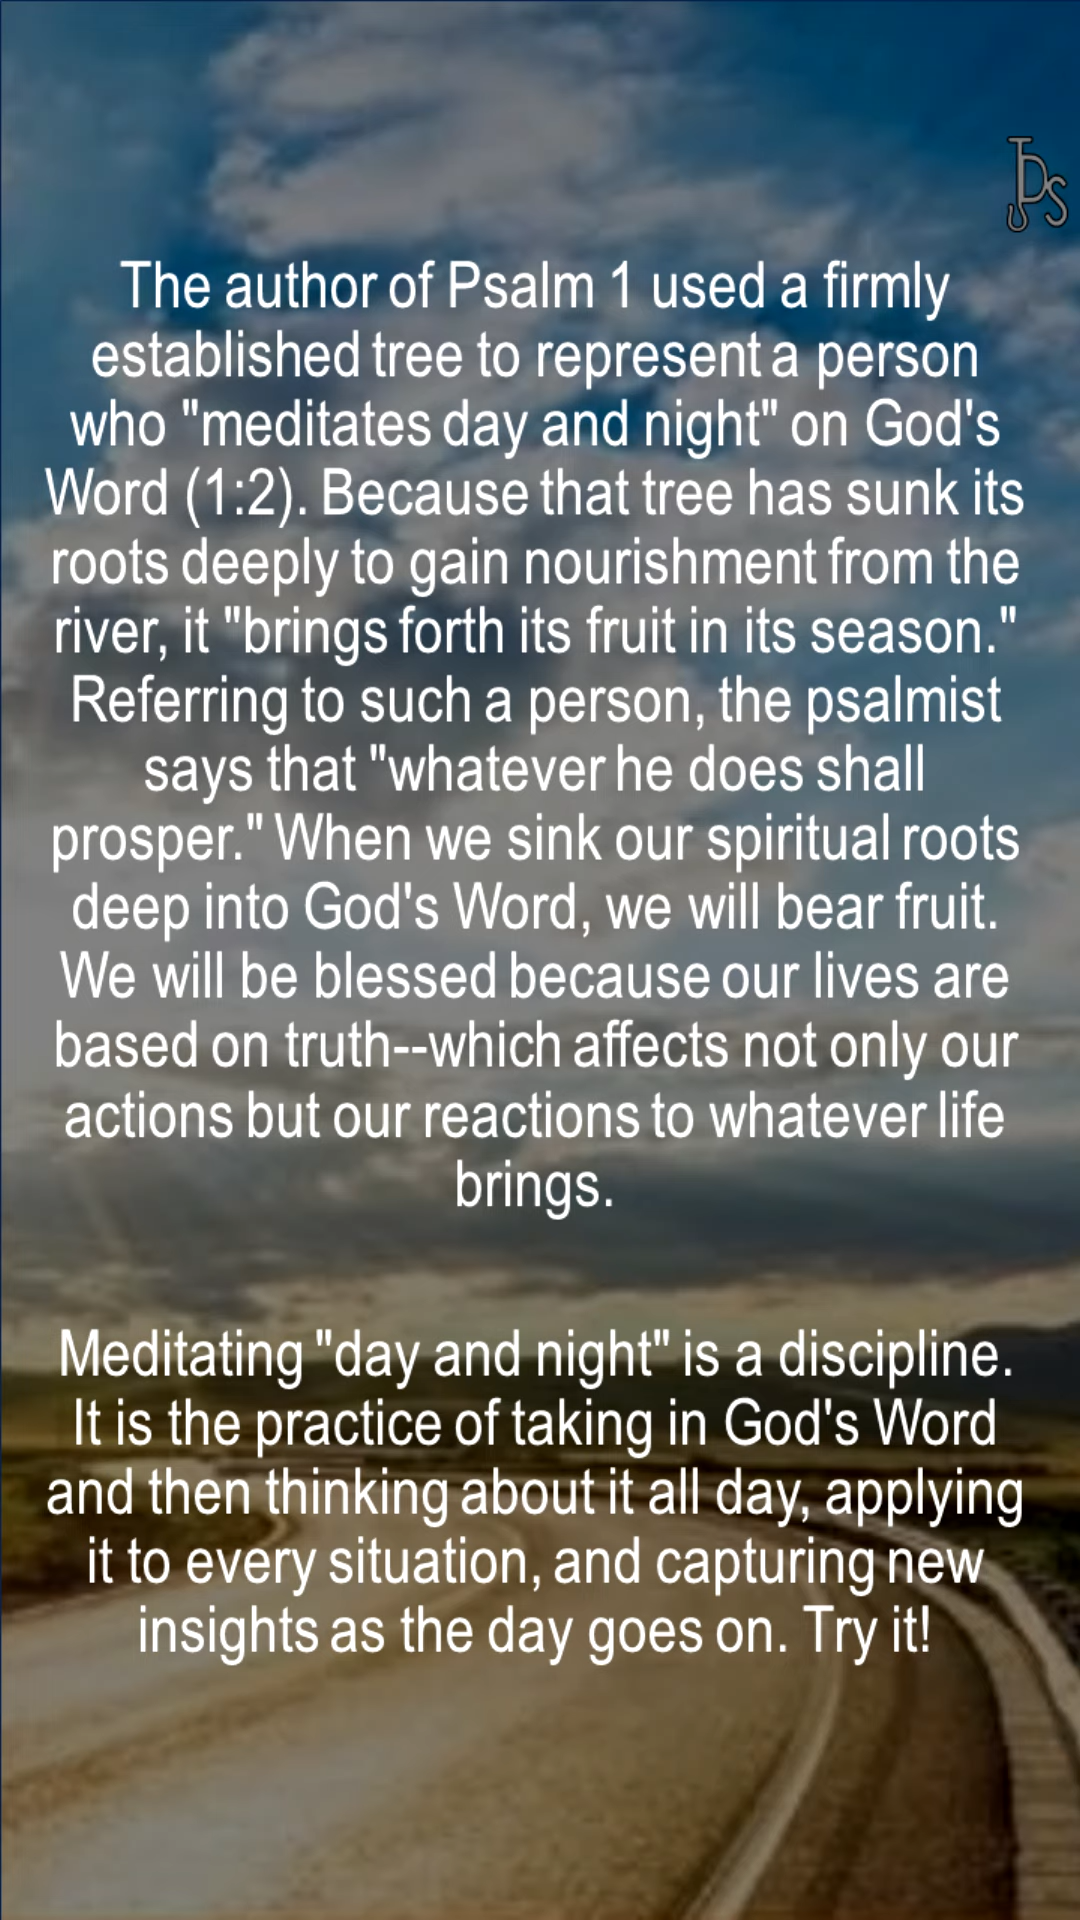 The author of Psalm 1 used a firmly
established tree to represent a person
who "meditates day and night" on God's
Word (1:2). Because that tree has sunk its
roots deeply to gain nourishment from the
river, it "brings forth its fruit in its season."
Referring to such a person, the psalmist
says that "whatever he does shall
prosper." When we sink our spiritual roots
deep into God's Word, we will bear fruit.
We will be blessed because our lives are
based on truth--which affects not only our
actions but our reactions to whatever life
brings.
Meditating "day and night" is a discipline.
It is the practice of taking in God's Word
and then thinking about it all day, applying
it to every situation, and capturing new
insights as the day goes on. Try it!